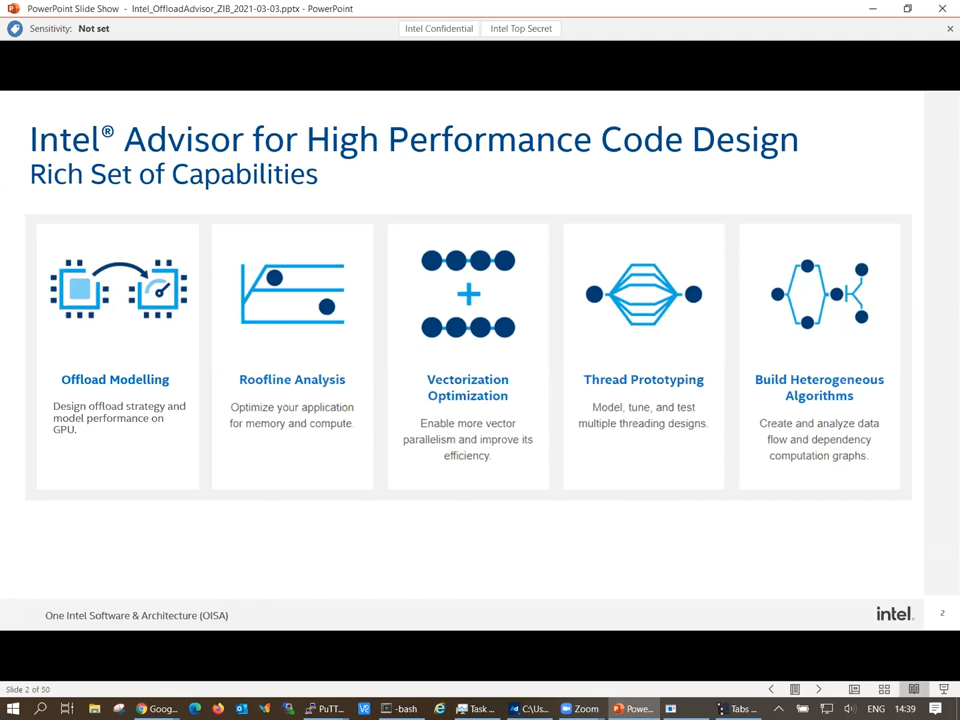 PowerPoint Slide Show - Intel_OffloadAdvisor_ZIB_2021-03-03.pptx - PowerPoint
Sensitivity: Not set
Intel Confidential
Intel Top Secret
Intel® Advisor for High Performance Code Design
Rich Set of Capabilities
Offload Modelling
Design offload strategy and
model performance on
GPU.
Roofline Analysis
Optimize your application
for memory and compute.
Vectorization
Optimization
Enable more vector
parallelism and improve its
efficiency.
Thread Prototyping
Model, tune, and test
multiple threading designs.
Build Heterogeneous
Algorithms
Create and analyze data
flow and dependency
computation graphs.
One Intel Software & Architecture (OISA)
intel.
2
Slide 2 of 50
Goog...
PuTT...
-bash
Task ...
C:\Us...
Zoom
Powe...
Tabs ...
ENG
14:39